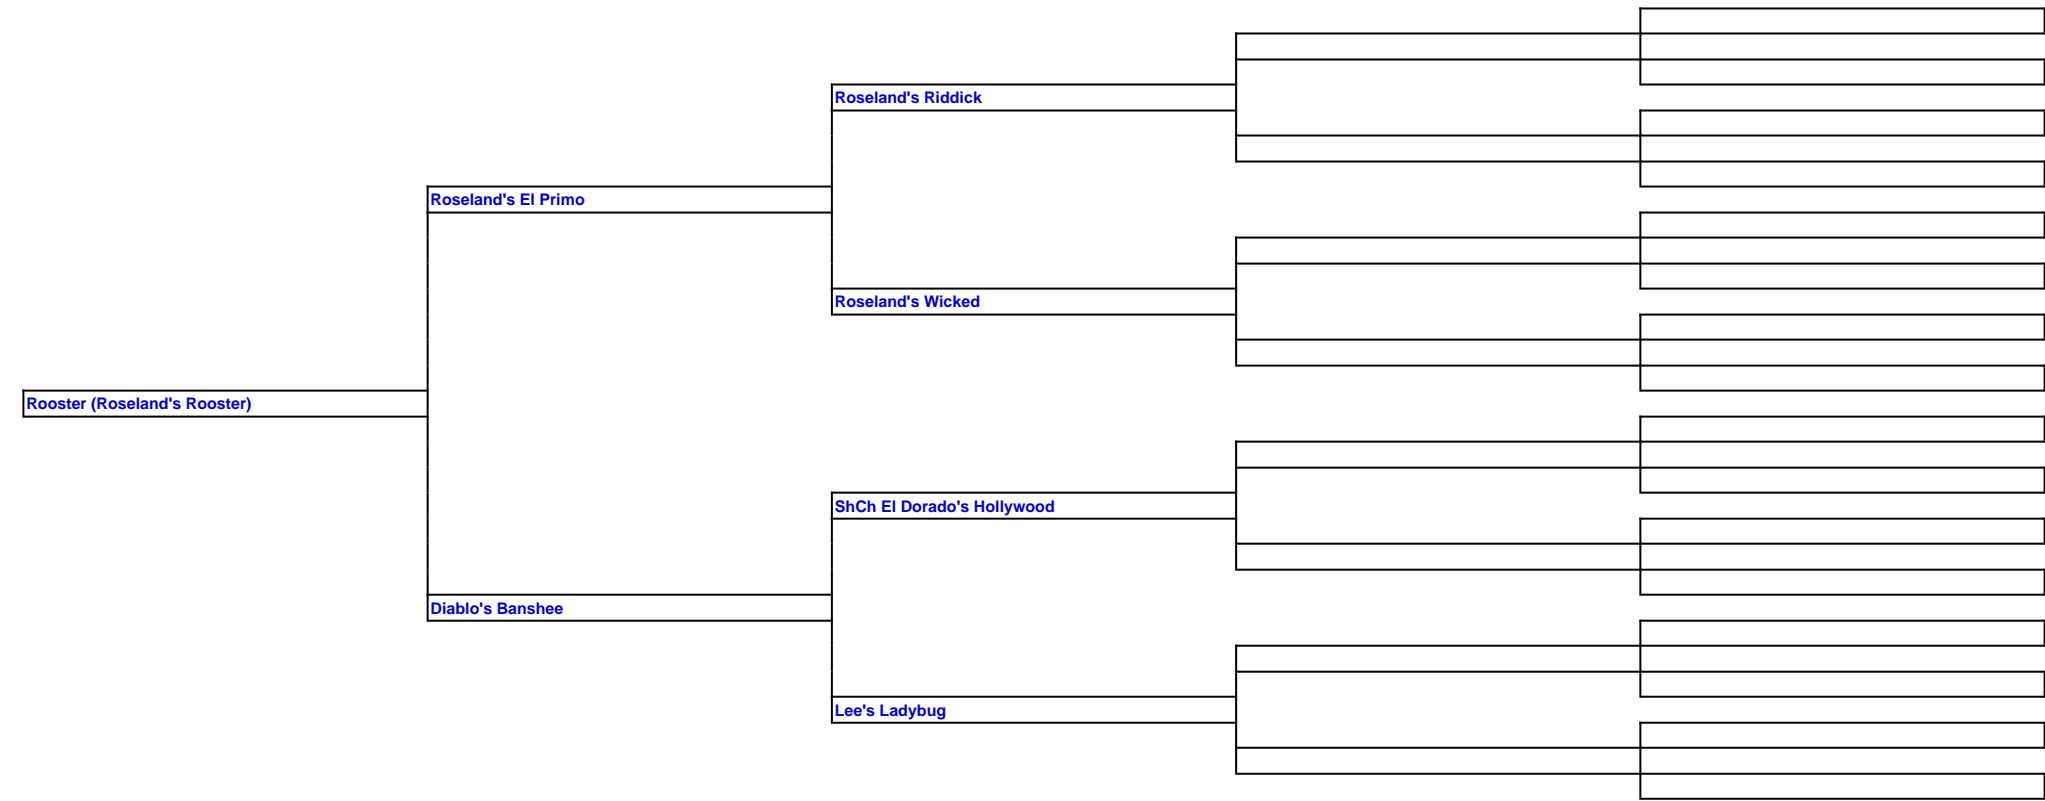 Roseland's Riddick
Roseland's El Primo
Roseland's Wicked
Rooster (Roseland's Rooster)
ShCh El Dorado's Hollywood
Diablo's Banshee
Lee's Ladybug